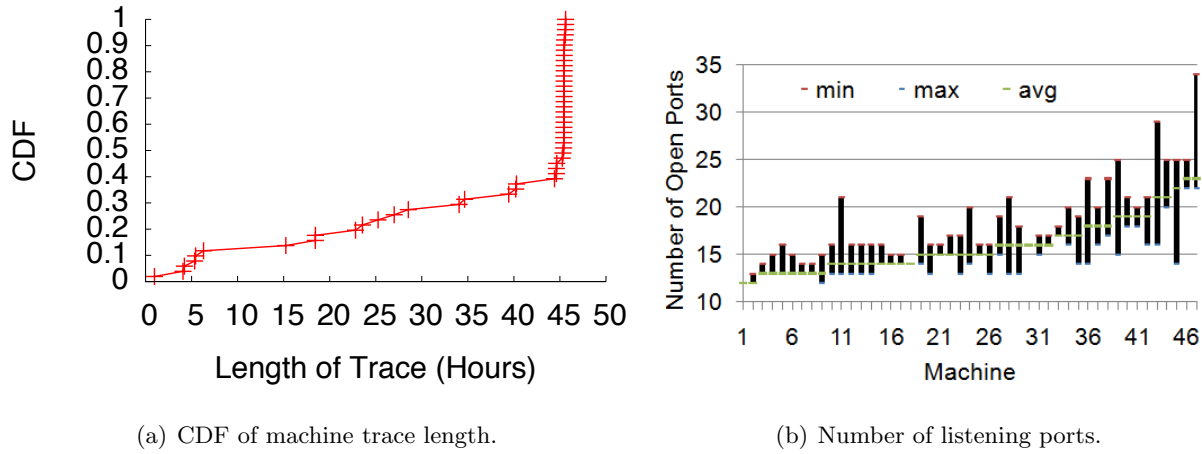 1
0.9
0.8
0.7
0.6
0.5
0.4
0.3
0.2
0.1
0
CDF
0 5 10 15 20 25 30 35 40 45 50
Length of Trace (Hours)
(a) CDF of machine trace length.
35
30
25
20
15
10
Number of Open Ports
min max avg
1 6 11 16 21 26 31 36 41 46
Machine
(b) Number of listening ports.